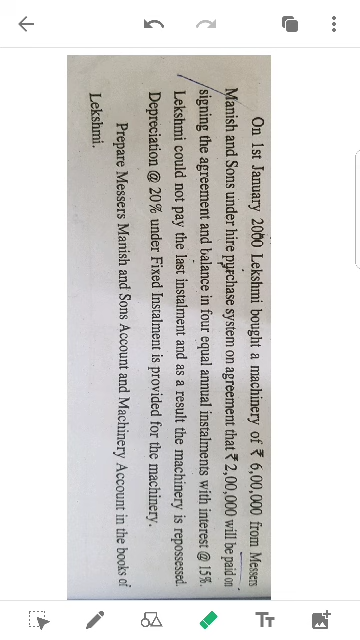 On 1st January 2000 Lekshmi bought a machinery of ₹ 6,00,000 from Messers
Manish and Sons under hire purchase system on agreement that ₹ 2,00,000 will be paid on
signing the agreement and balance in four equal annual instalments with interest @ 15%.
Lekshmi could not pay the last instalment and as a result the machinery is repossessed.
Depreciation @ 20% under Fixed Instalment is provided for the machinery.
Prepare Messers Manish and Sons Account and Machinery Account in the books of
Lekshmi.
TT